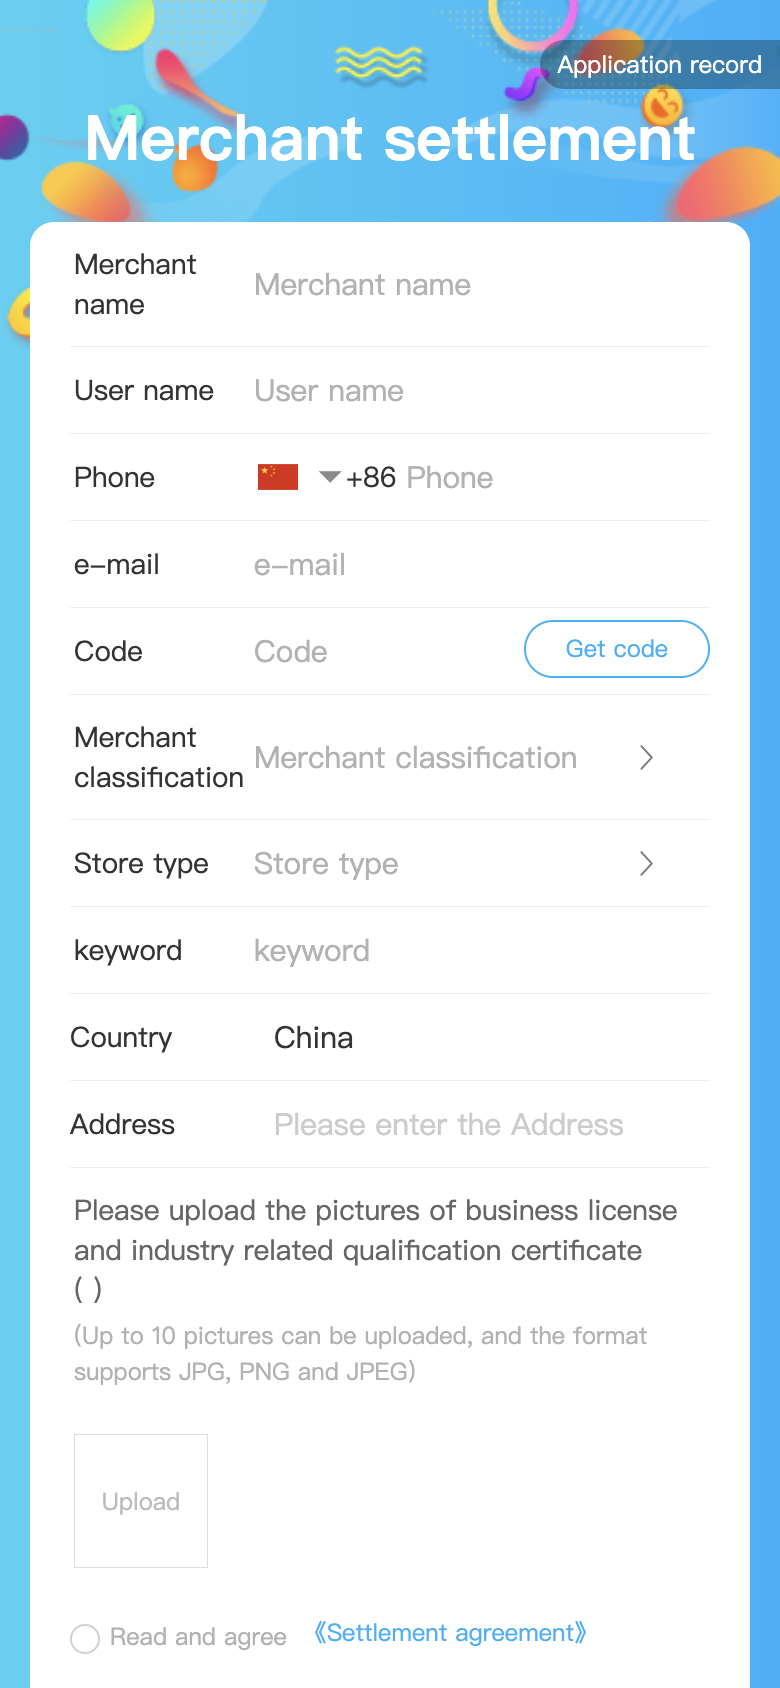 Application record
Merchant settlement
Merchant
name
Merchant name
User name
User name
Phone
+86
Phone
e-mail
e-mail
Code
Code
Get code
Merchant
classification
Merchant classification
Store type
Store type
keyword
keyword
Country
China
Address
Please enter the Address
Please upload the pictures of business license
and industry related qualification certificate
( )
(Up to 10 pictures can be uploaded, and the format
supports JPG, PNG and JPEG)
Upload
Read and agree
《Settlement agreement》